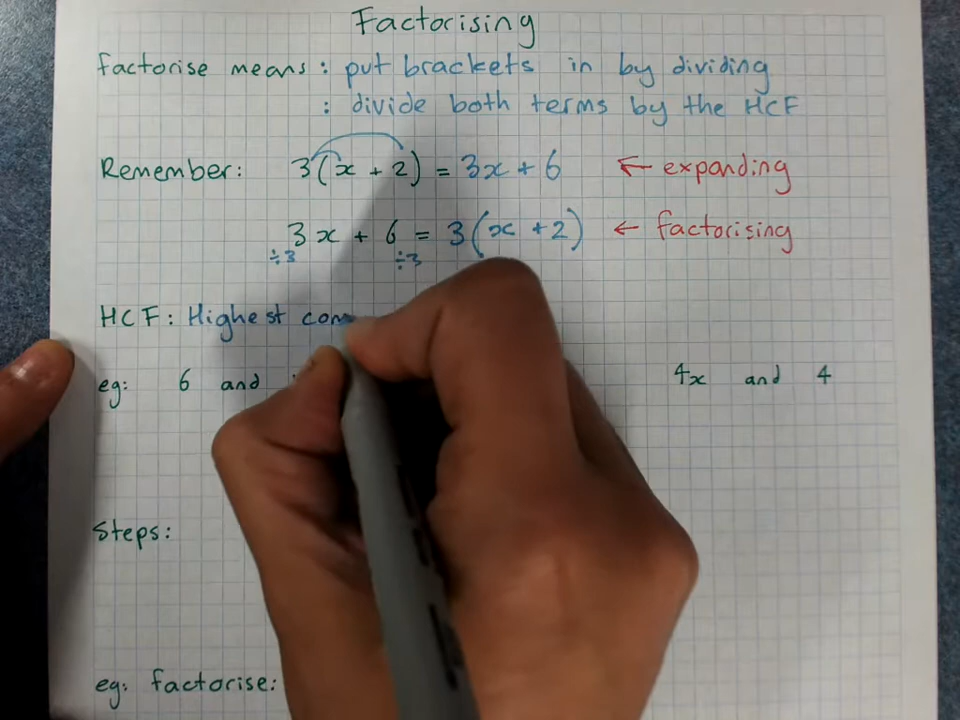 Factorising
factorise means: put brackets in by dividing
: divide both terms by the HCF
Remember: 3(x + 2) = 3x + 6 ← expanding
3x + 6 = 3(x + 2) ← factorising
÷3 ÷3
HCF: Highest com
eg: 6 and 4x and 4
Steps:
eg: factorise: